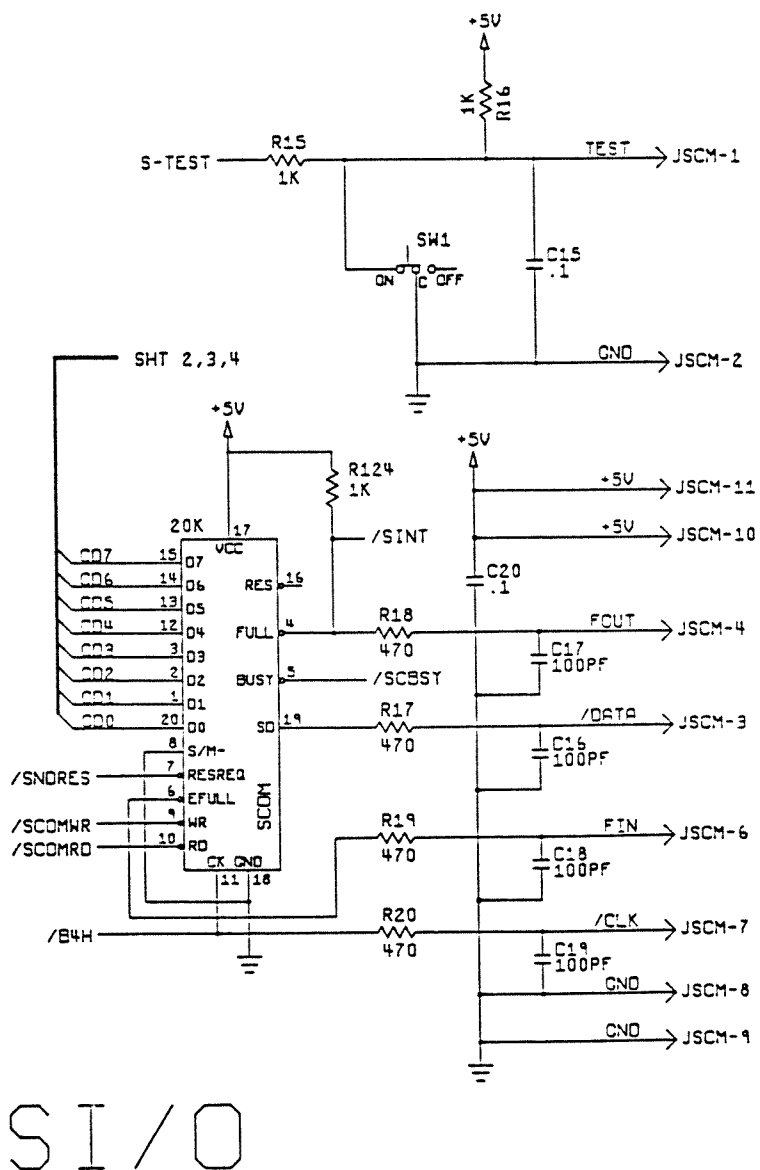 +5V
1K
R16
R15
1K
S-TEST
TEST
JSCM-1
SW1
ON
C
OFF
C15
.1
GND
JSCM-2
SHT 2,3,4
+5V
R124
1K
+5V
+5V
JSCM-11
+5V
JSCM-10
20K
17
VCC
/SINT
C20
.1
CD7 15 D7
CD6 14 D6
CD5 13 D5
CD4 12 D4
CD3 3 D3
CD2 2 D2
CD1 1 D1
CD0 20 D0
8 S/M-
/SNDRES 7 RESREQ
6 EFULL
/SCOMWR 9 WR
/SCOMRD 10 RD
RES 16
FULL 4
BUSY 5
SD 19
SCOM
CK GND
11 18
R18
470
FOUT
JSCM-4
C17
100PF
/SCBSY
R17
470
/DATA
JSCM-3
C16
100PF
R19
470
FIN
JSCM-6
C18
100PF
/B4H
R20
470
/CLK
JSCM-7
C19
100PF
GND
JSCM-8
GND
JSCM-9
SI/O